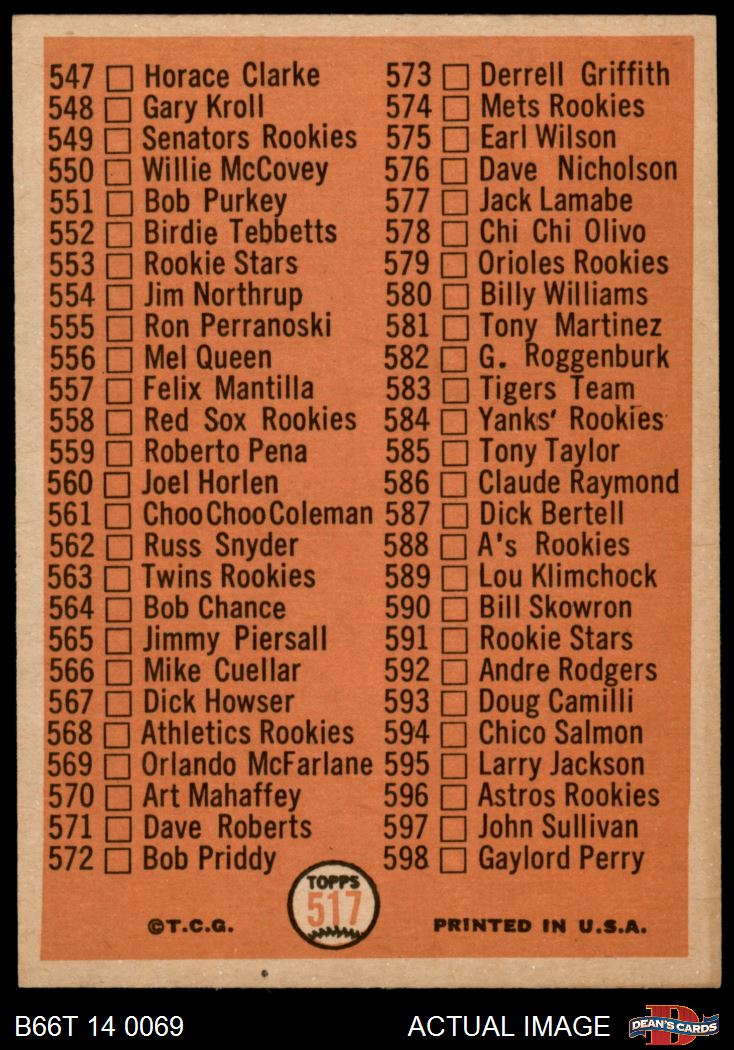 547 Horace Clarke
548 Gary Kroll
549 Senators Rookies
550 Willie McCovey
551 Bob Purkey
552 Birdie Tebbetts
553 Rookie Stars
554 Jim Northrup
555 Ron Perranoski
556 Mel Queen
557 Felix Mantilla
558 Red Sox Rookies
559 Roberto Pena
560 Joel Horlen
561 Choo Choo Coleman
562 Russ Snyder
563 Twins Rookies
564 Bob Chance
565 Jimmy Piersall
566 Mike Cuellar
567 Dick Howser
568 Athletics Rookies
569 Orlando McFarlane
570 Art Mahaffey
571 Dave Roberts
572 Bob Priddy
573 Derrell Griffith
574 Mets Rookies
575 Earl Wilson
576 Dave Nicholson
577 Jack Lamabe
578 Chi Chi Olivo
579 Orioles Rookies
580 Billy Williams
581 Tony Martinez
582 G. Roggenburk
583 Tigers Team
584 Yanks' Rookies
585 Tony Taylor
586 Claude Raymond
587 Dick Bertell
588 A's Rookies
589 Lou Klimchock
590 Bill Skowron
591 Rookie Stars
592 Andre Rodgers
593 Doug Camilli
594 Chico Salmon
595 Larry Jackson
596 Astros Rookies
597 John Sullivan
598 Gaylord Perry
TOPPS
517
©T.C.G.
PRINTED IN U.S.A.
B66T 14 0069
ACTUAL IMAGE
D
DEAN'S CARDS